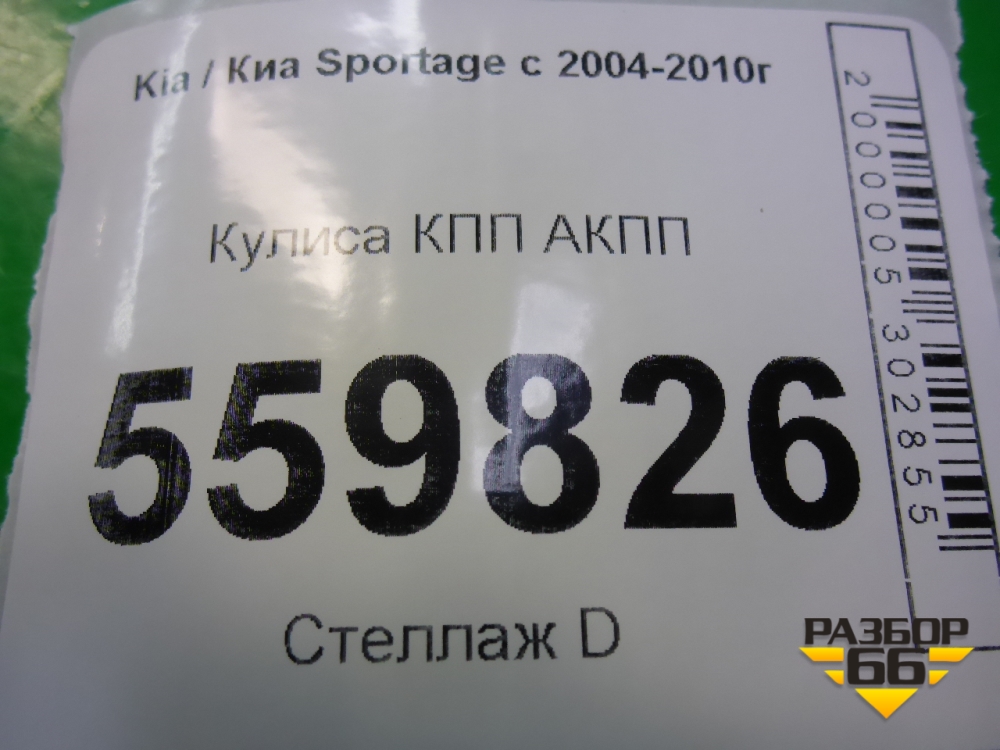 Kia / Киа Sportage с 2004-2010г
Кулиса КПП АКПП
559826
Стеллаж D
2000005302855
РАЗБОР
66